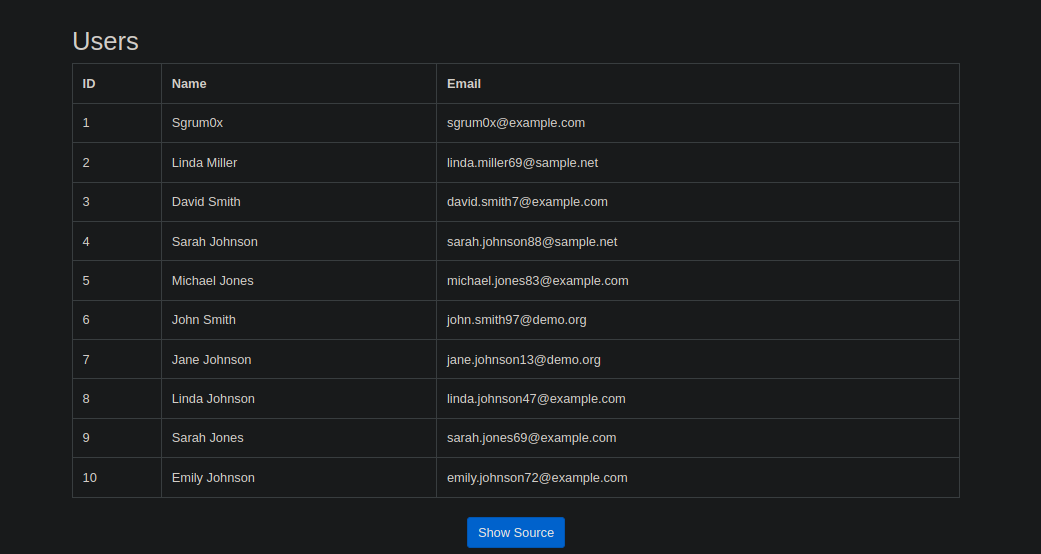 Users
ID Name Email
1 Sgrum0x sgrum0x@example.com
2 Linda Miller linda.miller69@sample.net
3 David Smith david.smith7@example.com
4 Sarah Johnson sarah.johnson88@sample.net
5 Michael Jones michael.jones83@example.com
6 John Smith john.smith97@demo.org
7 Jane Johnson jane.johnson13@demo.org
8 Linda Johnson linda.johnson47@example.com
9 Sarah Jones sarah.jones69@example.com
10 Emily Johnson emily.johnson72@example.com
Show Source